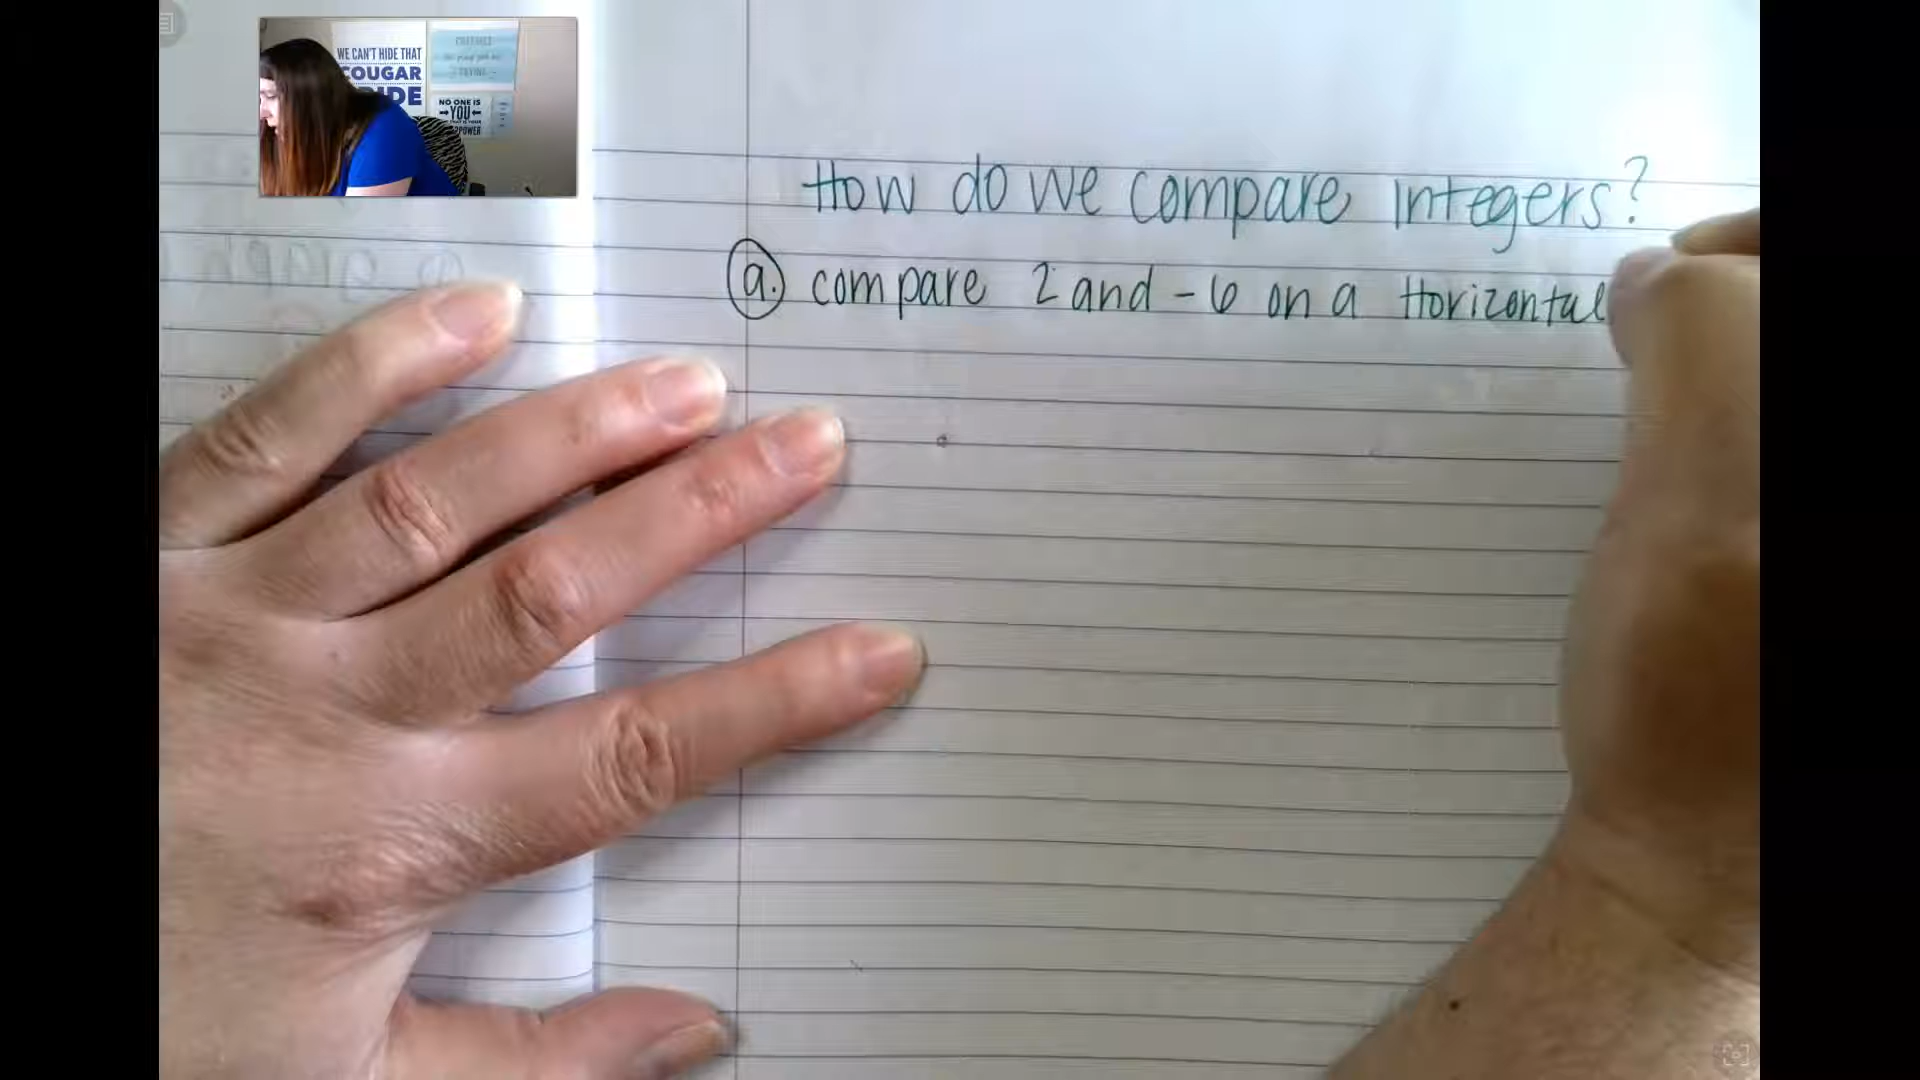 WE CAN'T HIDE THAT
COUGAR
NO ONE IS
YOU
How do we compare integers?
a. compare 2 and -6 on a Horizontal